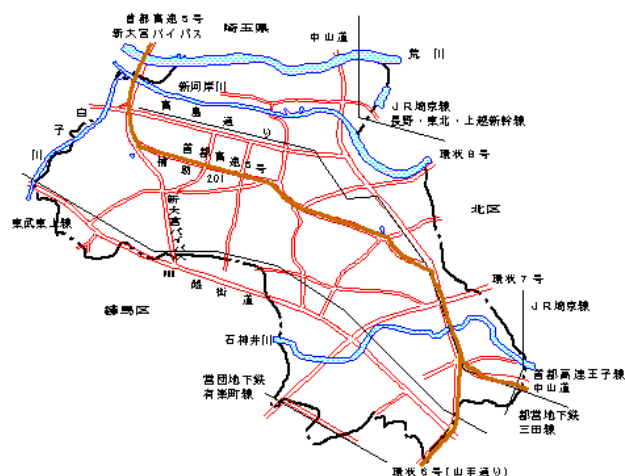 首都高速5号
新大宮バイパス
埼玉県
中山道
荒川
新河岸川
JR埼京線
長野・東北・上越新幹線
白子川
高島通り
環状8号
首都高速5号
補助
201
新大宮バイパス
北区
東武東上線
川越街道
環状7号
練馬区
JR埼京線
石神井川
営団地下鉄
有楽町線
首都高速王子線
中山道
都営地下鉄
三田線
環状6号(山手通り)